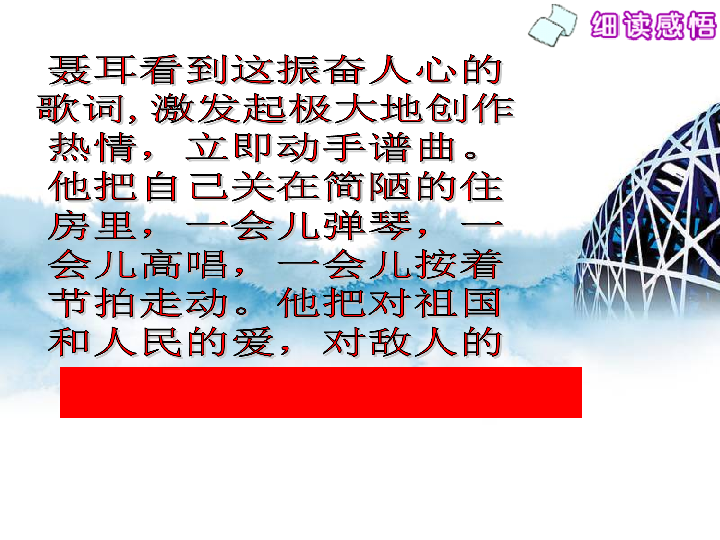 细读感悟
聂耳看到这振奋人心的
歌词,激发起极大地创作
热情，立即动手谱曲。
他把自己关在简陋的住
房里，一会儿弹琴，一
会儿高唱，一会儿按着
节拍走动。他把对祖国
和人民的爱，对敌人的